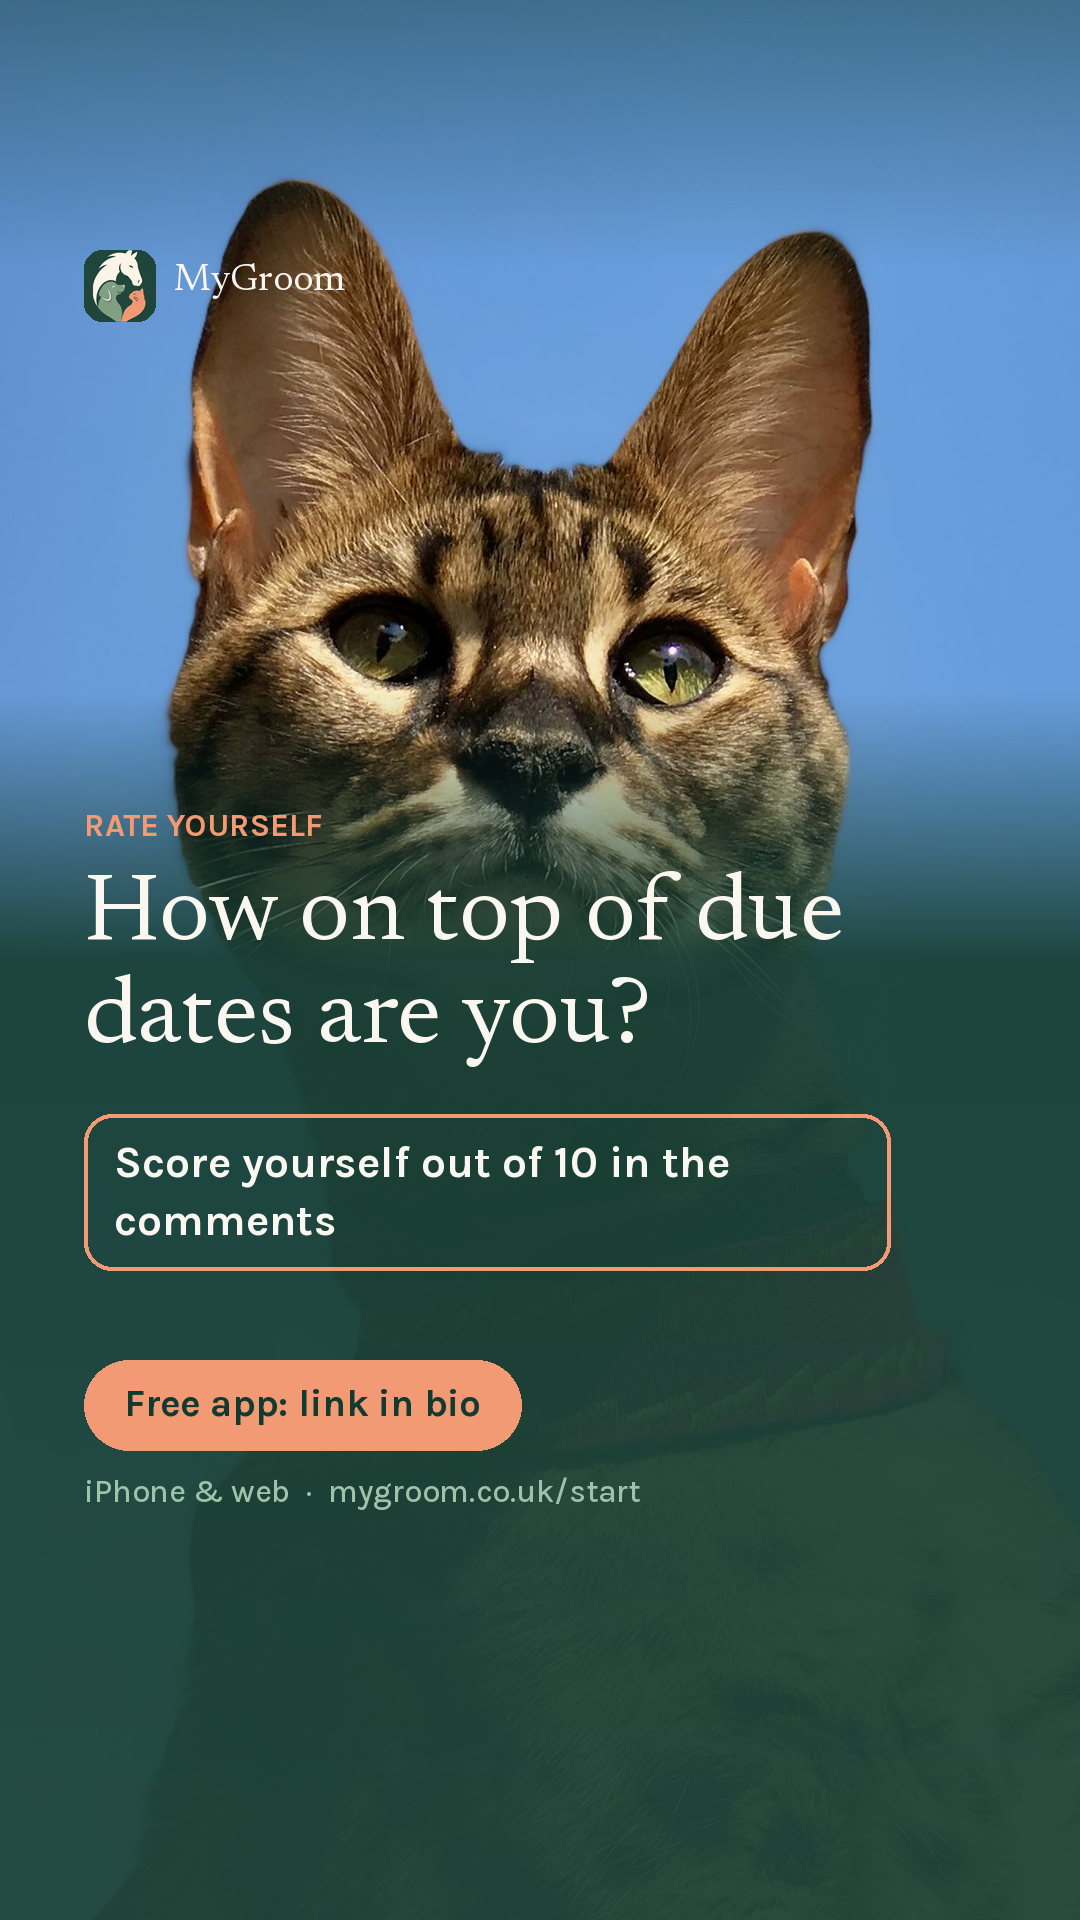 MyGroom
RATE YOURSELF
How on top of due
dates are you?
Score yourself out of 10 in the
comments
Free app: link in bio
iPhone & web · mygroom.co.uk/start